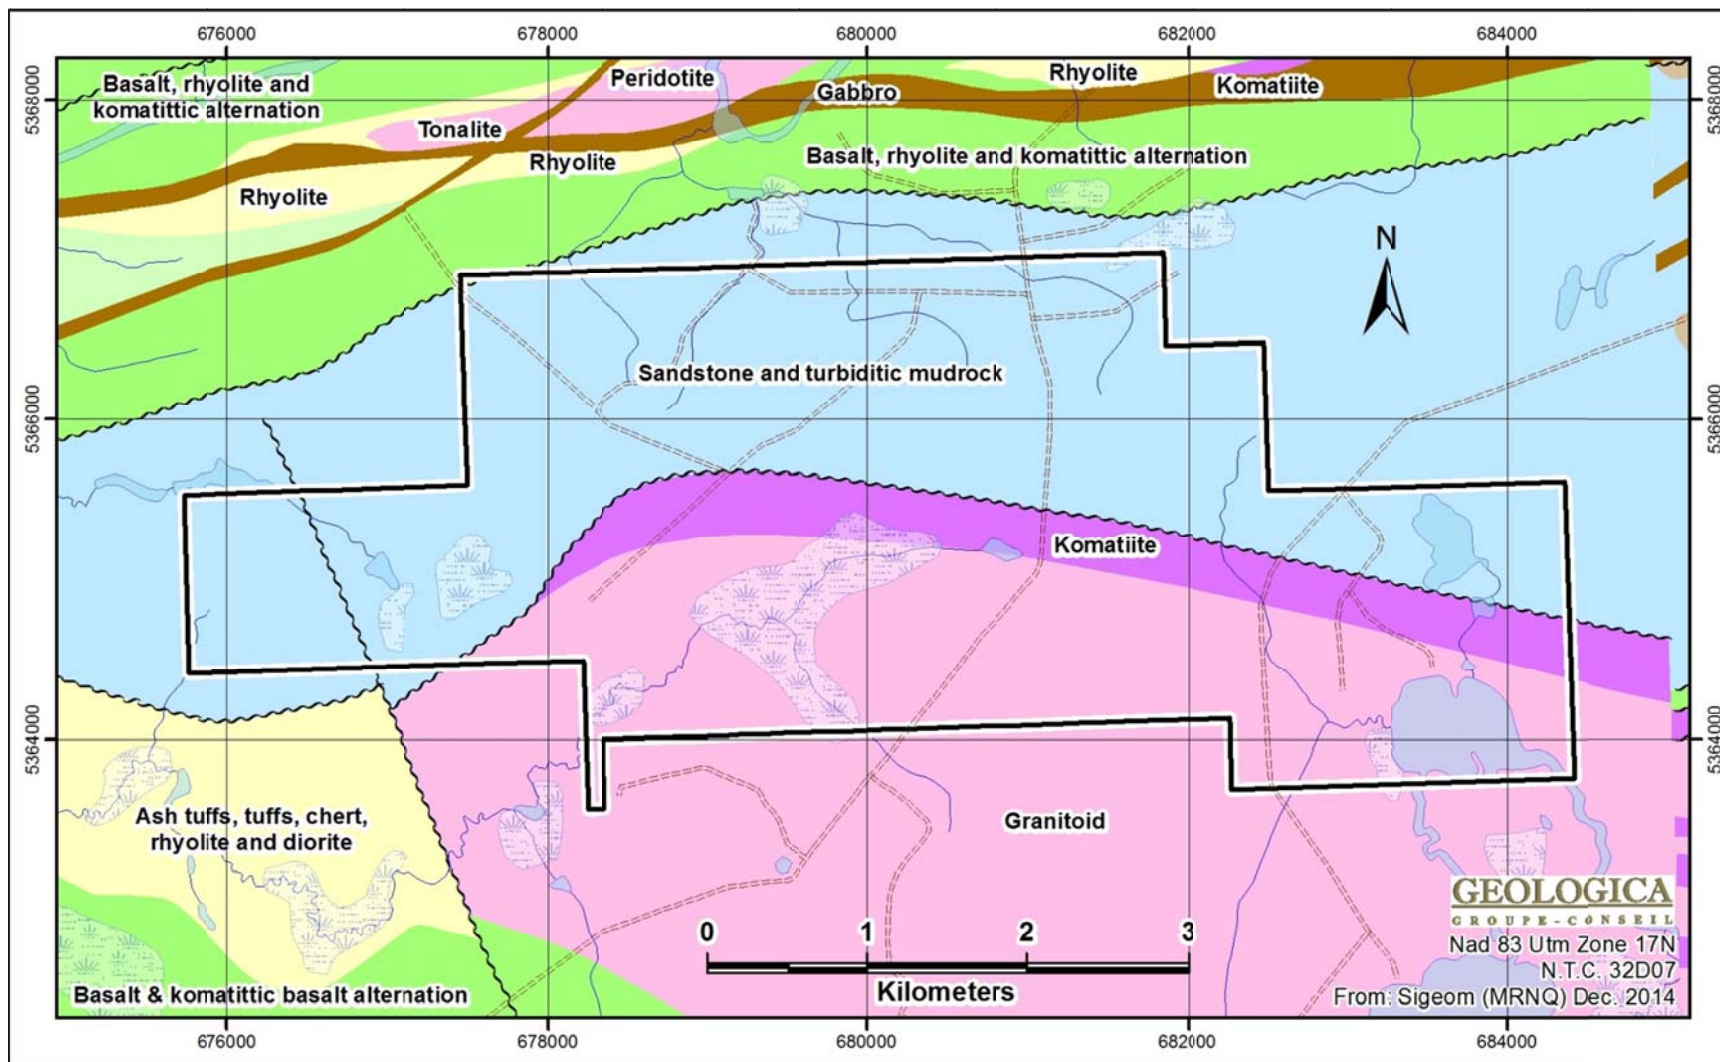 676000 678000 680000 682000 684000
5368000
5368000
Basalt, rhyolite and
komatittic alternation
Peridotite
Rhyolite
Komatiite
Gabbro
Tonalite
Rhyolite
Basalt, rhyolite and komatittic alternation
Rhyolite
N
Sandstone and turbiditic mudrock
5366000
5366000
Komatiite
5364000
5364000
Ash tuffs, tuffs, chert,
rhyolite and diorite
Granitoid
GEOLOGICA
GROUPE-CONSEIL
0 1 2 3
Kilometers
Nad 83 Utm Zone 17N
N.T.C. 32D07
From: Sigeom (MRNQ) Dec. 2014
Basalt & komatittic basalt alternation
676000 678000 680000 682000 684000